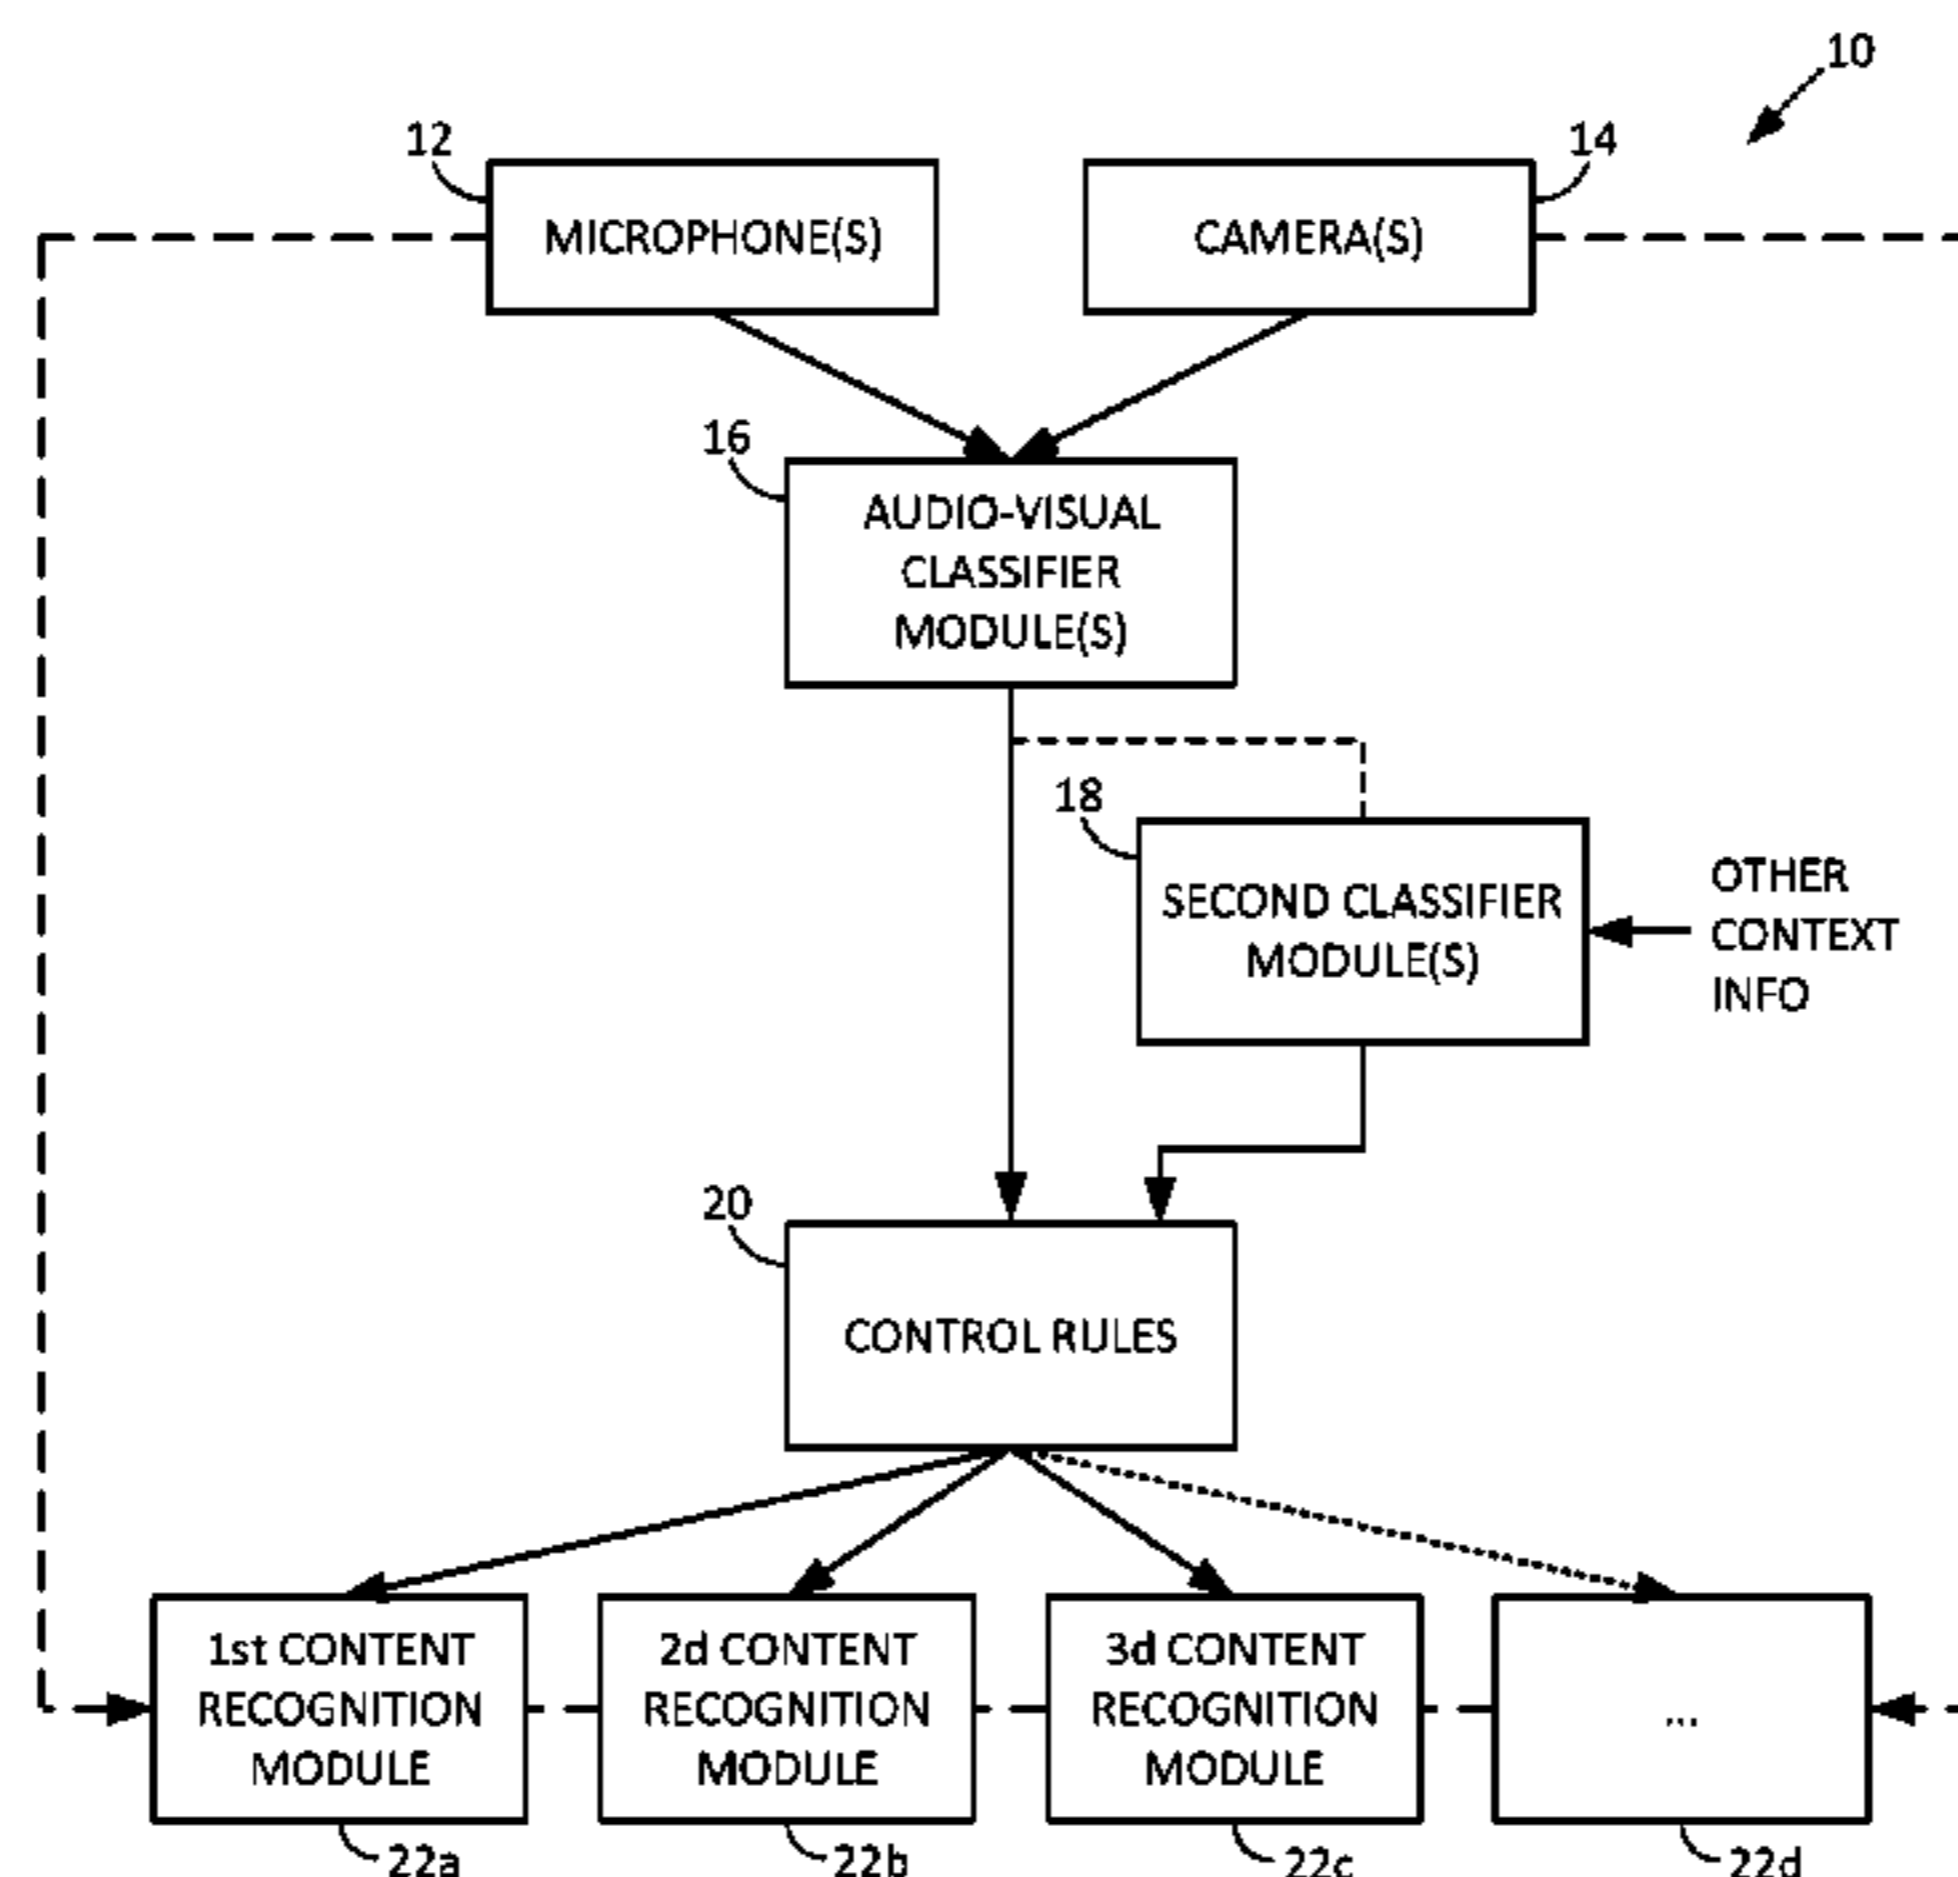 10
12
14
MICROPHONE(S)
CAMERA(S)
16
AUDIO-VISUAL
CLASSIFIER
MODULE(S)
18
SECOND CLASSIFIER
MODULE(S)
OTHER
CONTEXT
INFO
20
CONTROL RULES
1st CONTENT
RECOGNITION
MODULE
2d CONTENT
RECOGNITION
MODULE
3d CONTENT
RECOGNITION
MODULE
...
22a
22b
22c
22d